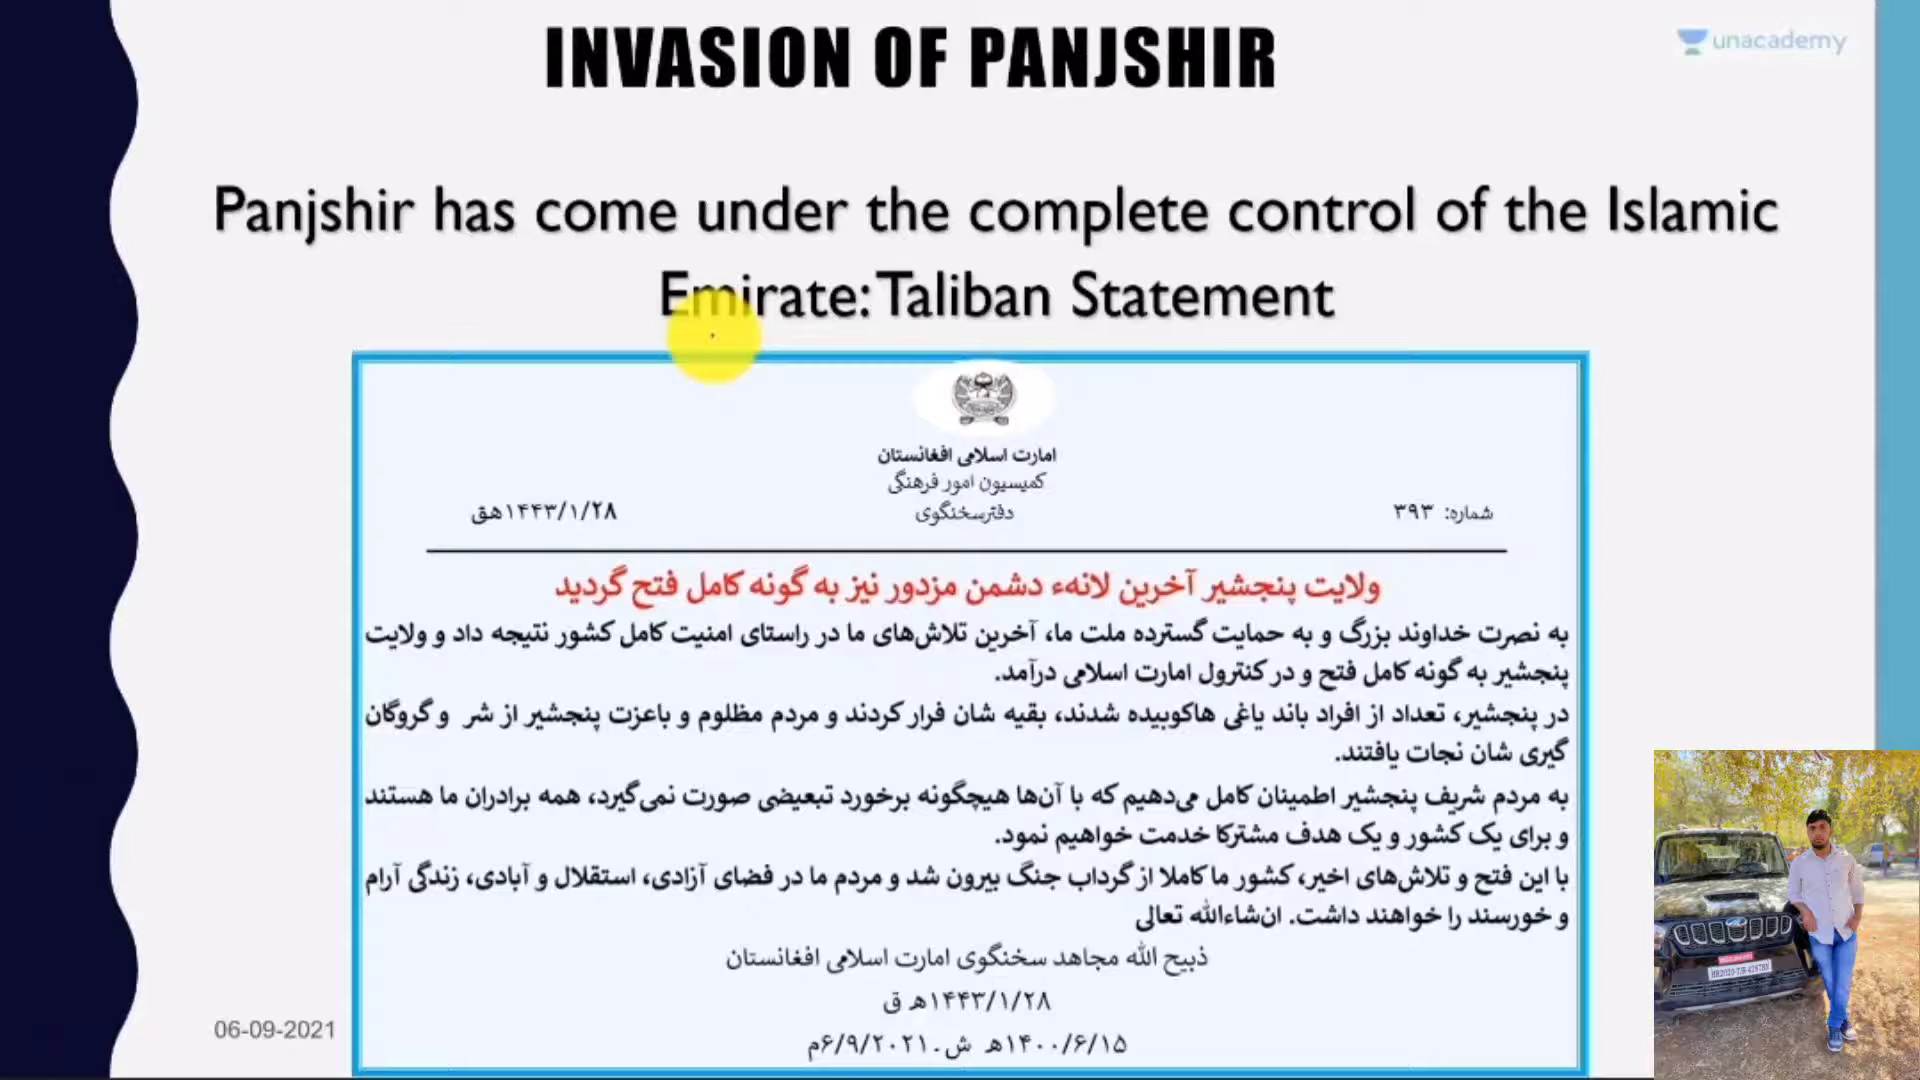 INVASION OF PANJSHIR
unacademy
Panjshir has come under the complete control of the Islamic
Emirate: Taliban Statement
امارت اسلامی افغانستان
کمیسیون امور فرهنگی
شماره: ۳۹۳
دفترسخنگوی
۱۴۴۳/۱/۲۸هق
ولایت پنجشیر آخرین لانهء دشمن مزدور نیز به گونه کامل فتح گردید
به نصرت خداوند بزرگ و به حمایت گسترده ملت ما، آخرین تلاش‌های ما در راستای امنیت کامل کشور نتیجه داد و ولایت
پنجشیر به گونه کامل فتح و در کنترول امارت اسلامی درآمد.
در پنجشیر، تعداد از افراد باند یاغی هاکوبیده شدند، بقیه شان فرار کردند و مردم مظلوم و باعزت پنجشیر از شر و گروگان
گیری شان نجات یافتند.
به مردم شریف پنجشیر اطمینان کامل می‌دهیم که با آن‌ها هیچگونه برخورد تبعیضی صورت نمی‌گیرد، همه برادران ما هستند
و برای یک کشور و یک هدف مشترکا خدمت خواهیم نمود.
با این فتح و تلاش‌های اخیر، کشور ما کاملا از گرداب جنگ بیرون شد و مردم ما در فضای آزادی، استقلال و آبادی، زندگی آرام
و خورسند را خواهند داشت. ان‌شاءالله تعالی
ذبیح الله مجاهد سخنگوی امارت اسلامی افغانستان
۱۴۴۳/۱/۲۸هـ ق
۱۴۰۰/۶/۱۵هـ ش ـ ۶/۹/۲۰۲۱م
06-09-2021